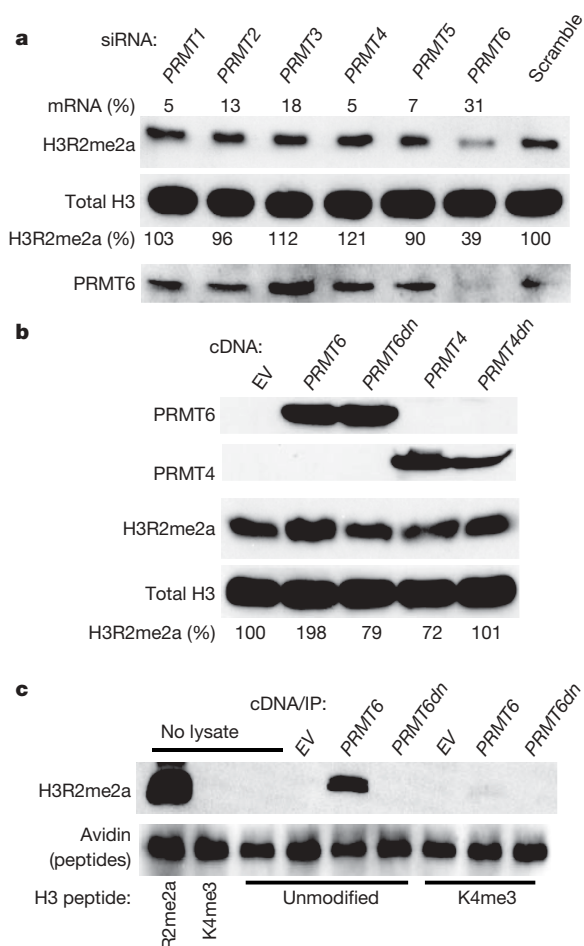 a
siRNA: PRMT1 PRMT2 PRMT3 PRMT4 PRMT5 PRMT6 Scramble
mRNA (%) 5 13 18 5 7 31
H3R2me2a
Total H3
H3R2me2a (%) 103 96 112 121 90 39 100
PRMT6
b
cDNA: EV PRMT6 PRMT6dn PRMT4 PRMT4dn
PRMT6
PRMT4
H3R2me2a
Total H3
H3R2me2a (%) 100 198 79 72 101
c
cDNA/IP: EV PRMT6 PRMT6dn EV PRMT6 PRMT6dn
No lysate
H3R2me2a
Avidin
(peptides)
H3 peptide: R2me2a K4me3 Unmodified K4me3